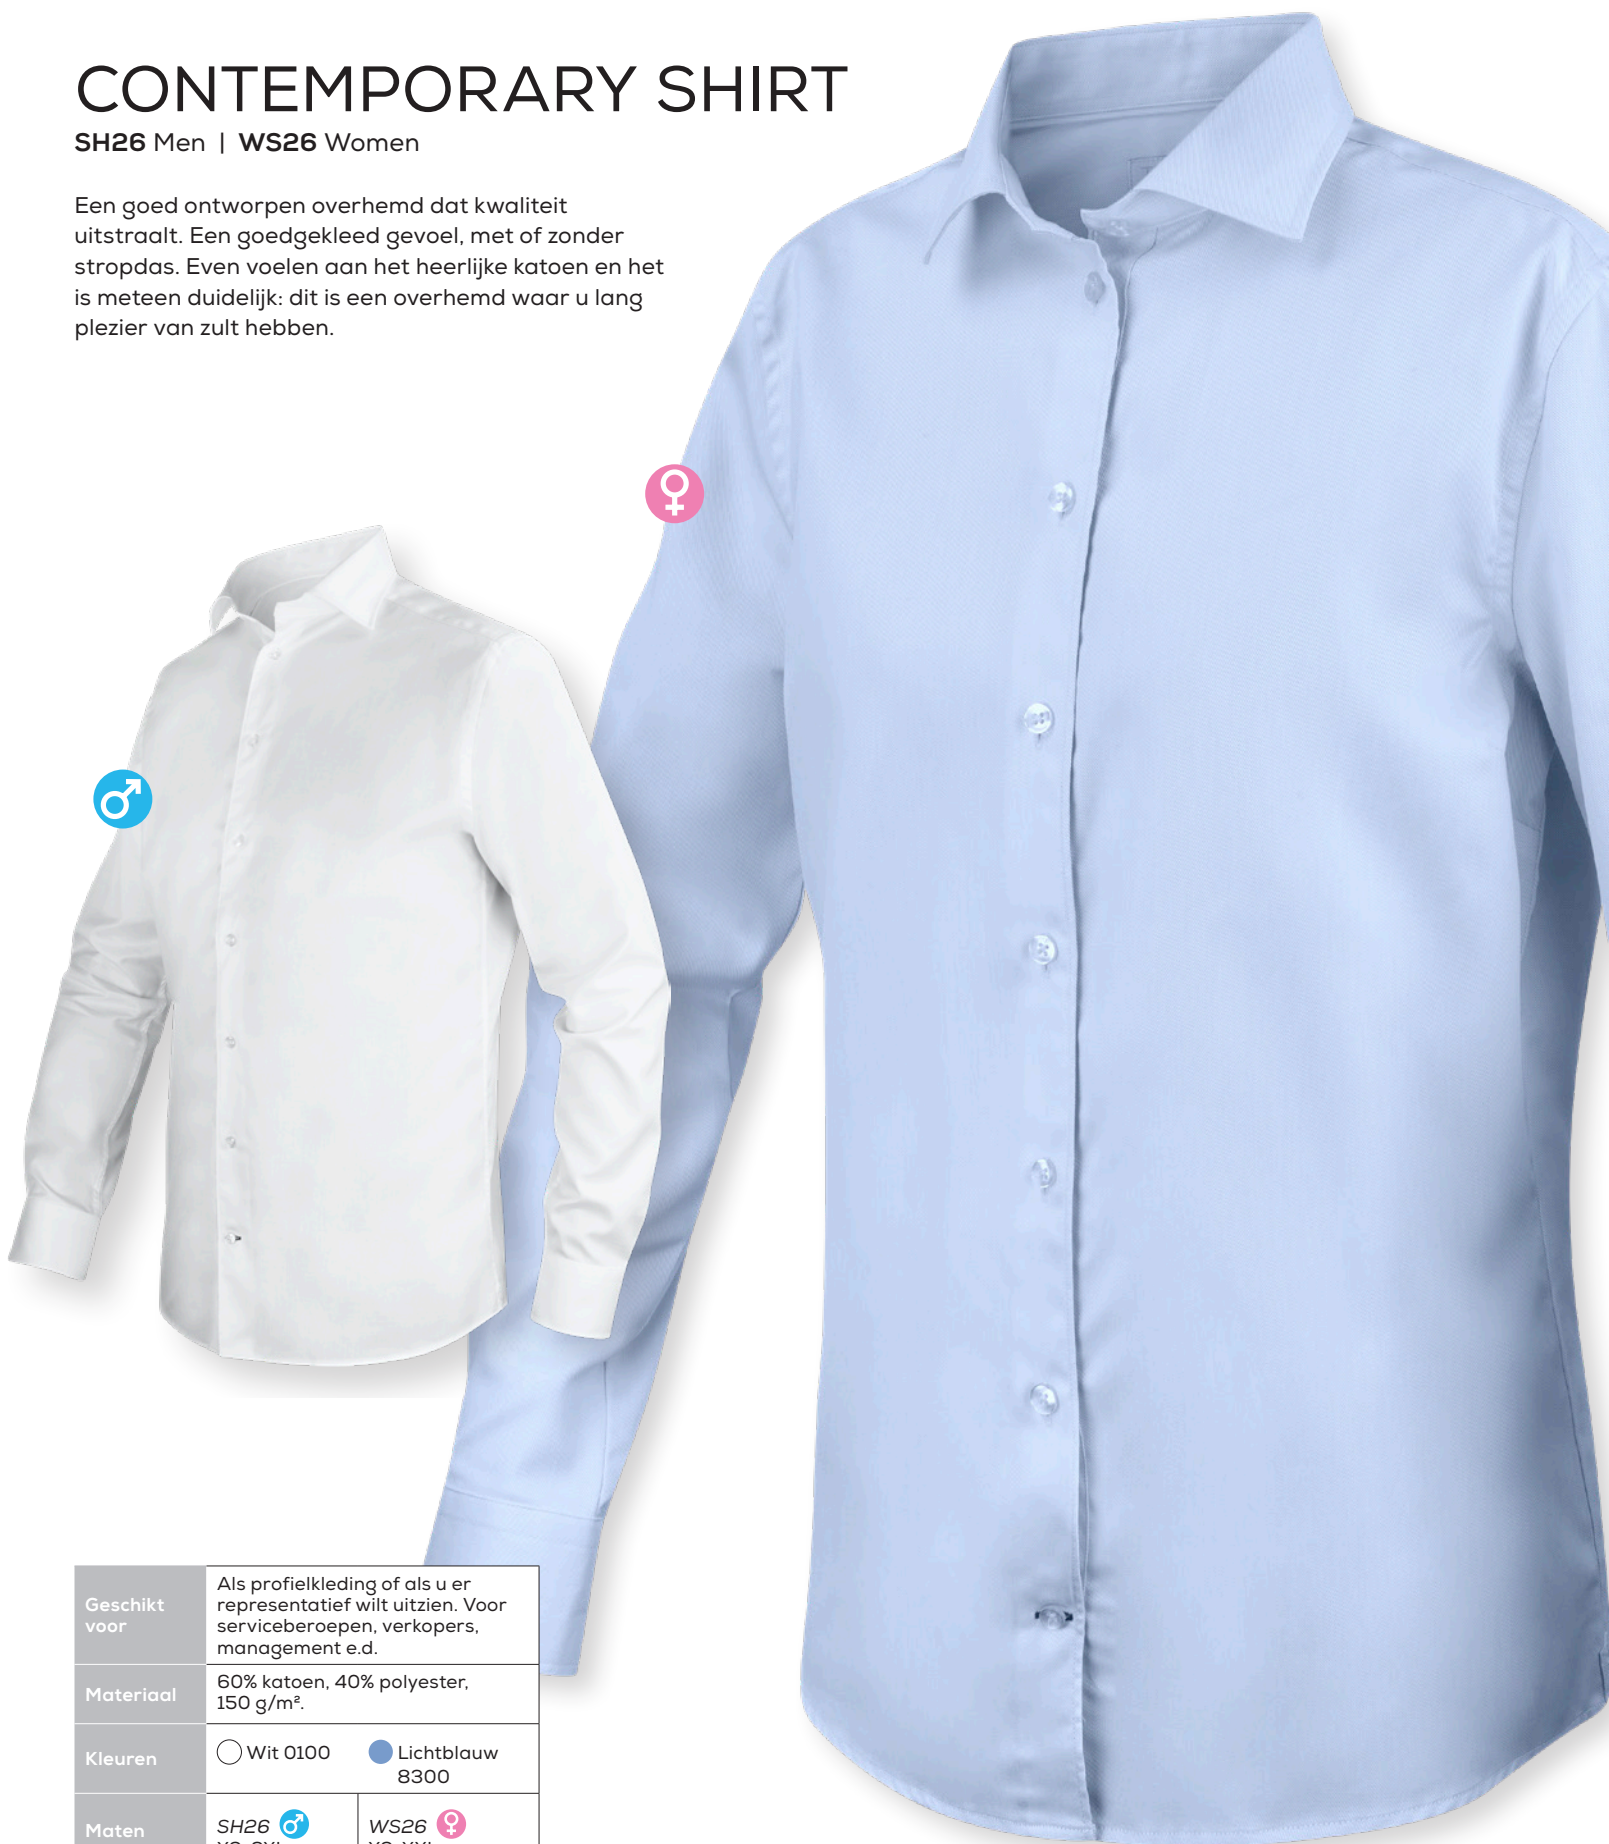 CONTEMPORARY SHIRT
SH26 Men | WS26 Women
Een goed ontworpen overhemd dat kwaliteit
uitstraalt. Een goedgekleed gevoel, met of zonder
stropdas. Even voelen aan het heerlijke katoen en het
is meteen duidelijk: dit is een overhemd waar u lang
plezier van zult hebben.
Geschikt
voor
Als profielkleding of als u er
representatief wilt uitzien. Voor
serviceberoepen, verkopers,
management e.d.
Materiaal
60% katoen, 40% polyester,
150 g/m².
Kleuren
Wit 0100
Lichtblauw
8300
Maten
SH26
WS26